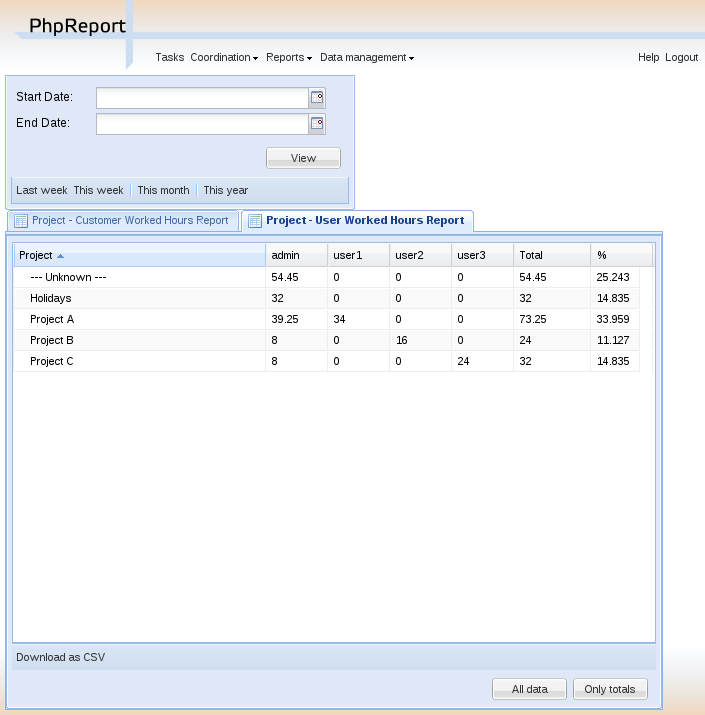 PhpReport
Tasks Coordination Reports Data management Help Logout
Start Date:
End Date:
View
Last week This week This month This year
Project - Customer Worked Hours Report Project - User Worked Hours Report
Project admin user1 user2 user3 Total %
--- Unknown --- 54.45 0 0 0 54.45 25.243
Holidays 32 0 0 0 32 14.835
Project A 39.25 34 0 0 73.25 33.959
Project B 8 0 16 0 24 11.127
Project C 8 0 0 24 32 14.835
Download as CSV
All data Only totals